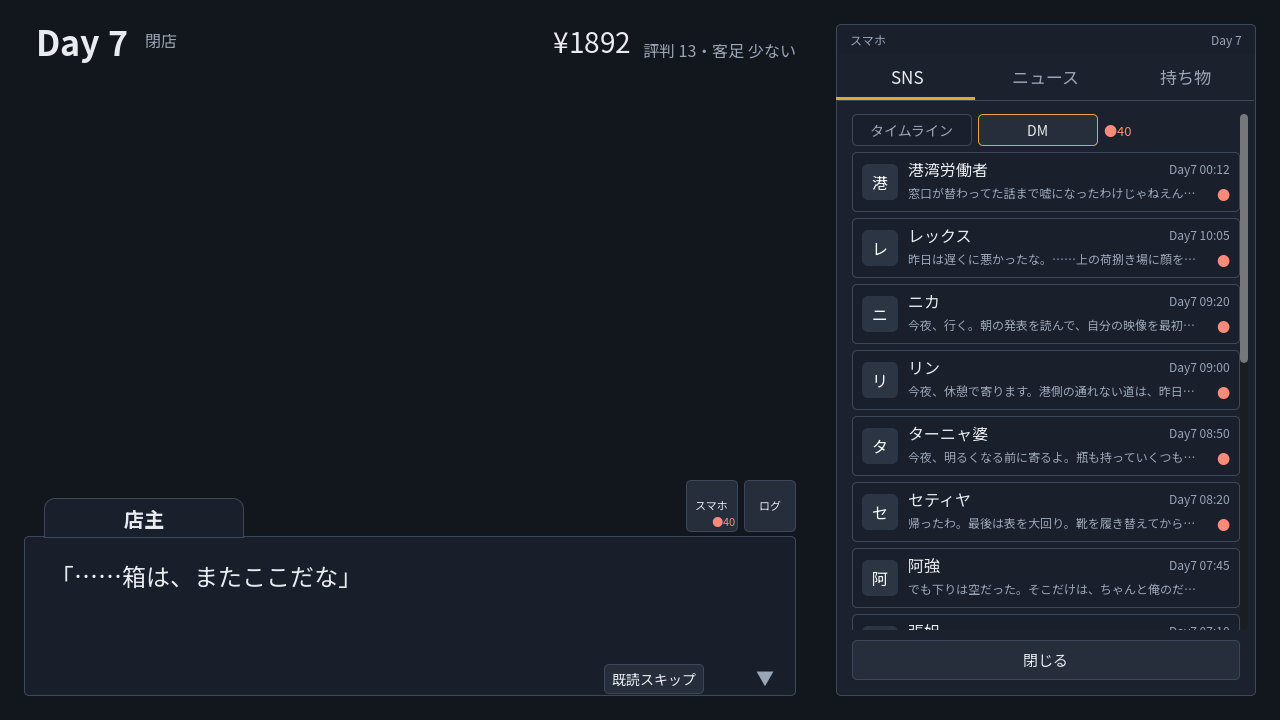 Day 7 閉店
¥1892 評判 13・客足 少ない
スマホ Day 7
SNS ニュース 持ち物
タイムライン DM 40
港 港湾労働者 Day7 00:12
窓口が替わってた話まで嘘になったわけじゃねえん…
レ レックス Day7 10:05
昨日は遅くに悪かったな。……上の荷捌き場に顔を…
ニ ニカ Day7 09:20
今夜、行く。朝の発表を読んで、自分の映像を最初…
リ リン Day7 09:00
今夜、休憩で寄ります。港側の通れない道は、昨日…
タ ターニャ婆 Day7 08:50
今夜、明るくなる前に寄るよ。瓶も持っていくつも…
セ セティヤ Day7 08:20
帰ったわ。最後は表を大回り。靴を履き替えてから…
阿 阿強 Day7 07:45
でも下りは空だった。そこだけは、ちゃんと俺のだ…
閉じる
スマホ 40 ログ
店主
「……箱は、またここだな」
既読スキップ ▼